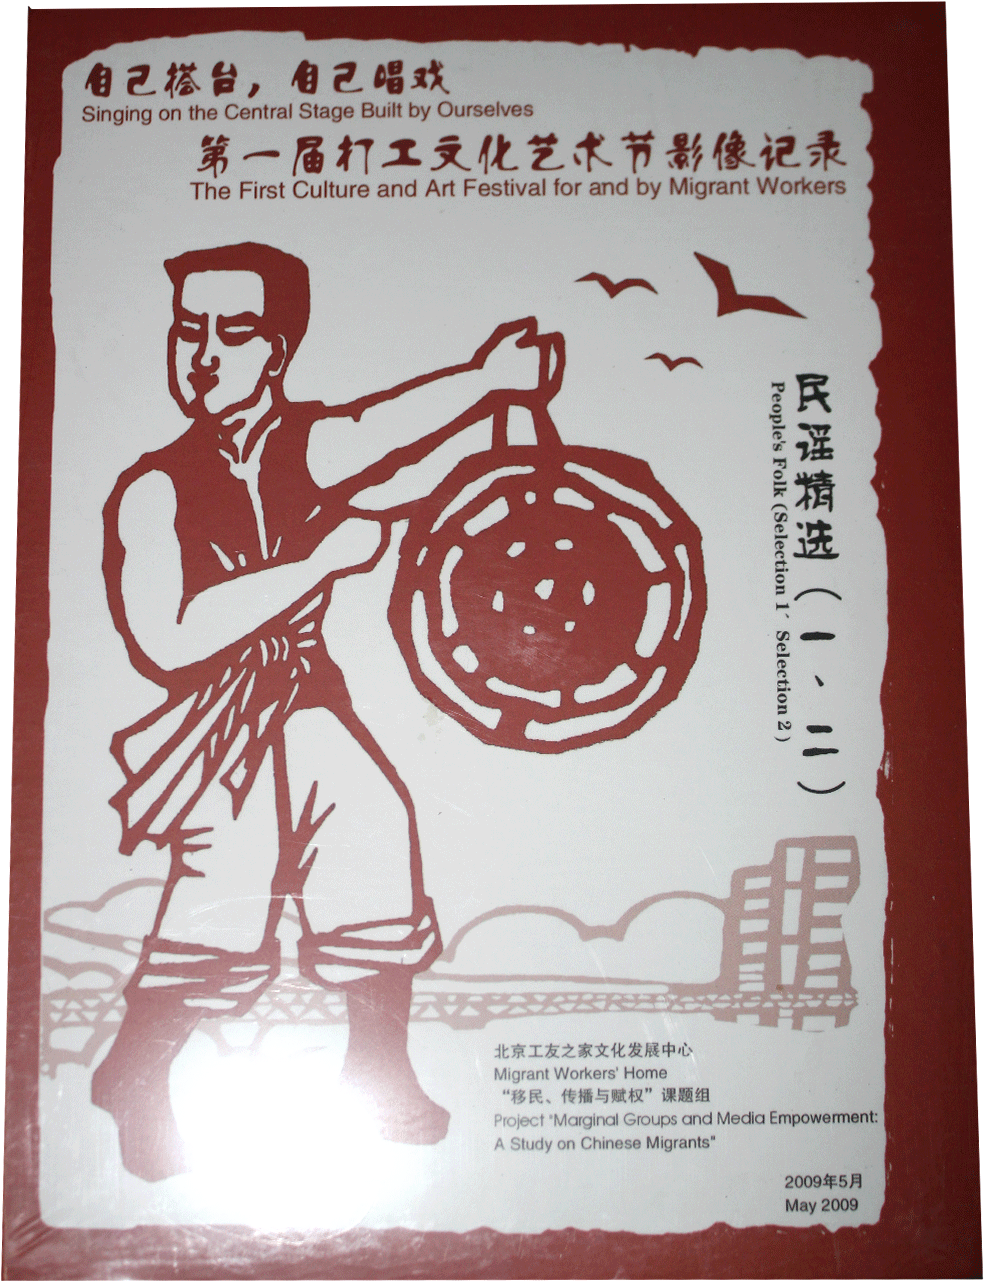 自己搭台，自己唱戏
Singing on the Central Stage Built by Ourselves
第一届打工文化艺术节影像记录
The First Culture and Art Festival for and by Migrant Workers
民谣精选（一、二）
People's Folk (Selection 1、Selection 2)
北京工友之家文化发展中心
Migrant Workers' Home
“移民、传播与赋权”课题组
Project "Marginal Groups and Media Empowerment:
A Study on Chinese Migrants"
2009年5月
May 2009